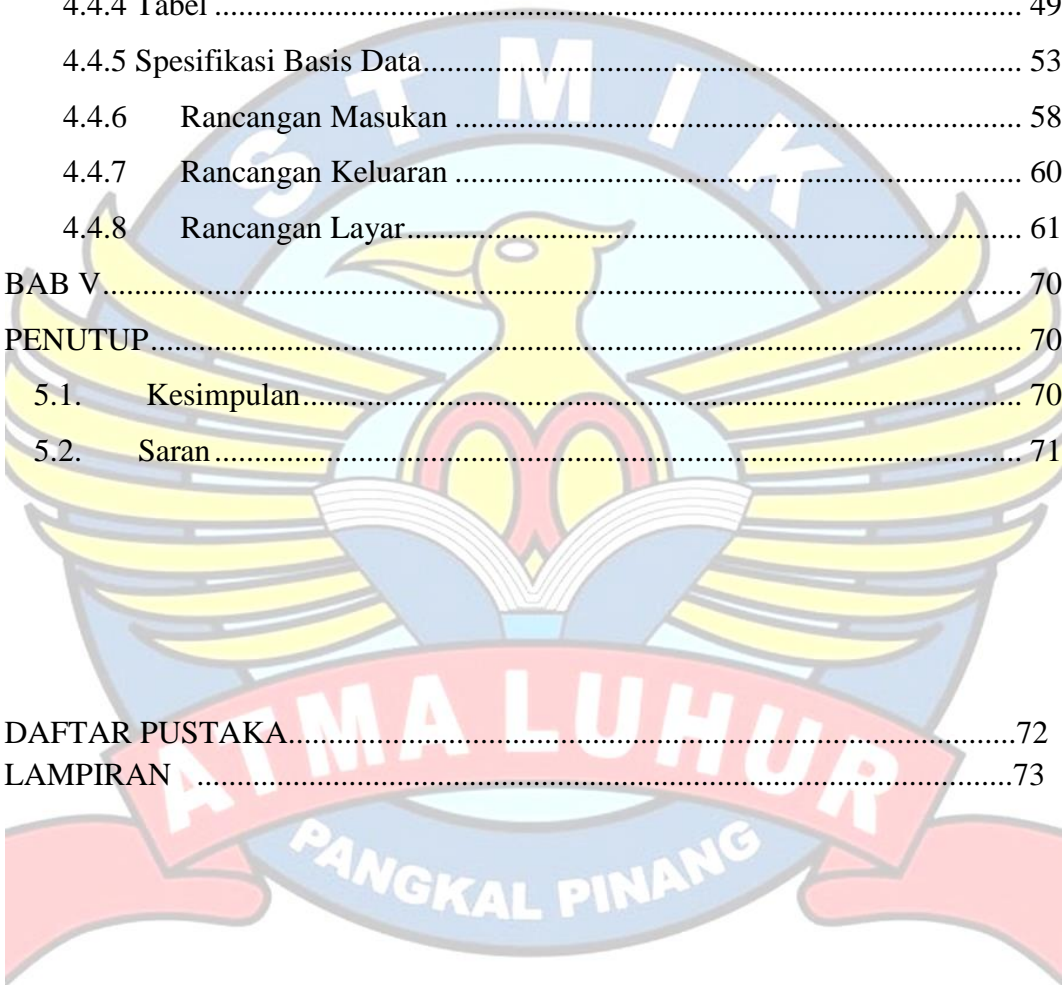 4.4.4 Tabel .......... 49
4.4.5 Spesifikasi Basis Data.......... 53
4.4.6 Rancangan Masukan .......... 58
4.4.7 Rancangan Keluaran .......... 60
4.4.8 Rancangan Layar.......... 61
BAB V.......... 70
PENUTUP.......... 70
5.1. Kesimpulan.......... 70
5.2. Saran .......... 71
DAFTAR PUSTAKA..........72
LAMPIRAN ..........73
STMIK
ATMA LUHUR
PANGKAL PINANG